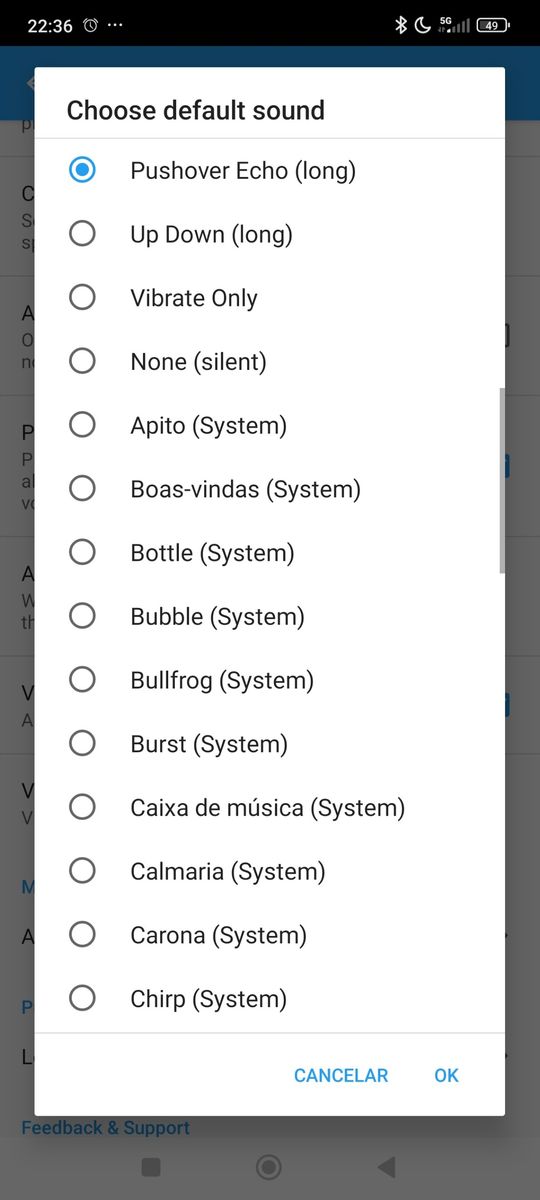 22:36
5G
49
Choose default sound
Pushover Echo (long)
Up Down (long)
Vibrate Only
None (silent)
Apito (System)
Boas-vindas (System)
Bottle (System)
Bubble (System)
Bullfrog (System)
Burst (System)
Caixa de música (System)
Calmaria (System)
Carona (System)
Chirp (System)
CANCELAR OK
Feedback & Support